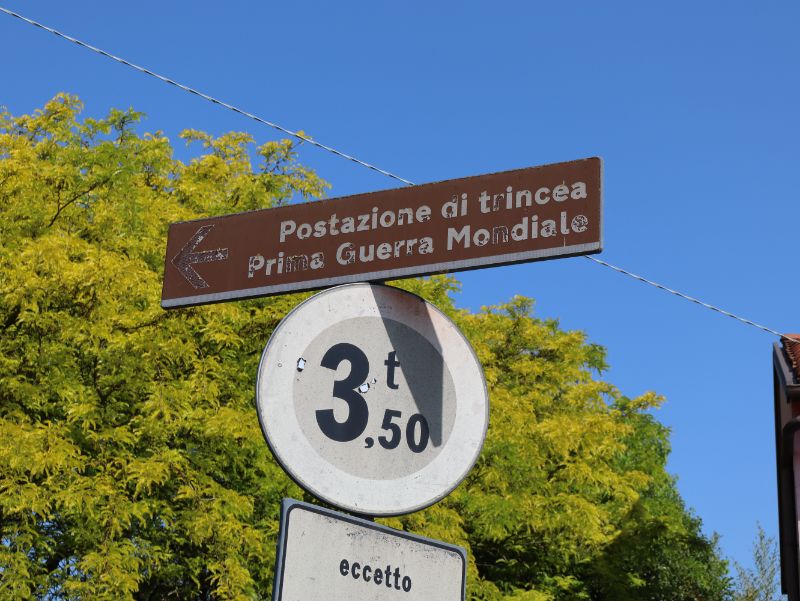 Postazione di trincea
Prima Guerra Mondiale
3,50 t
eccetto